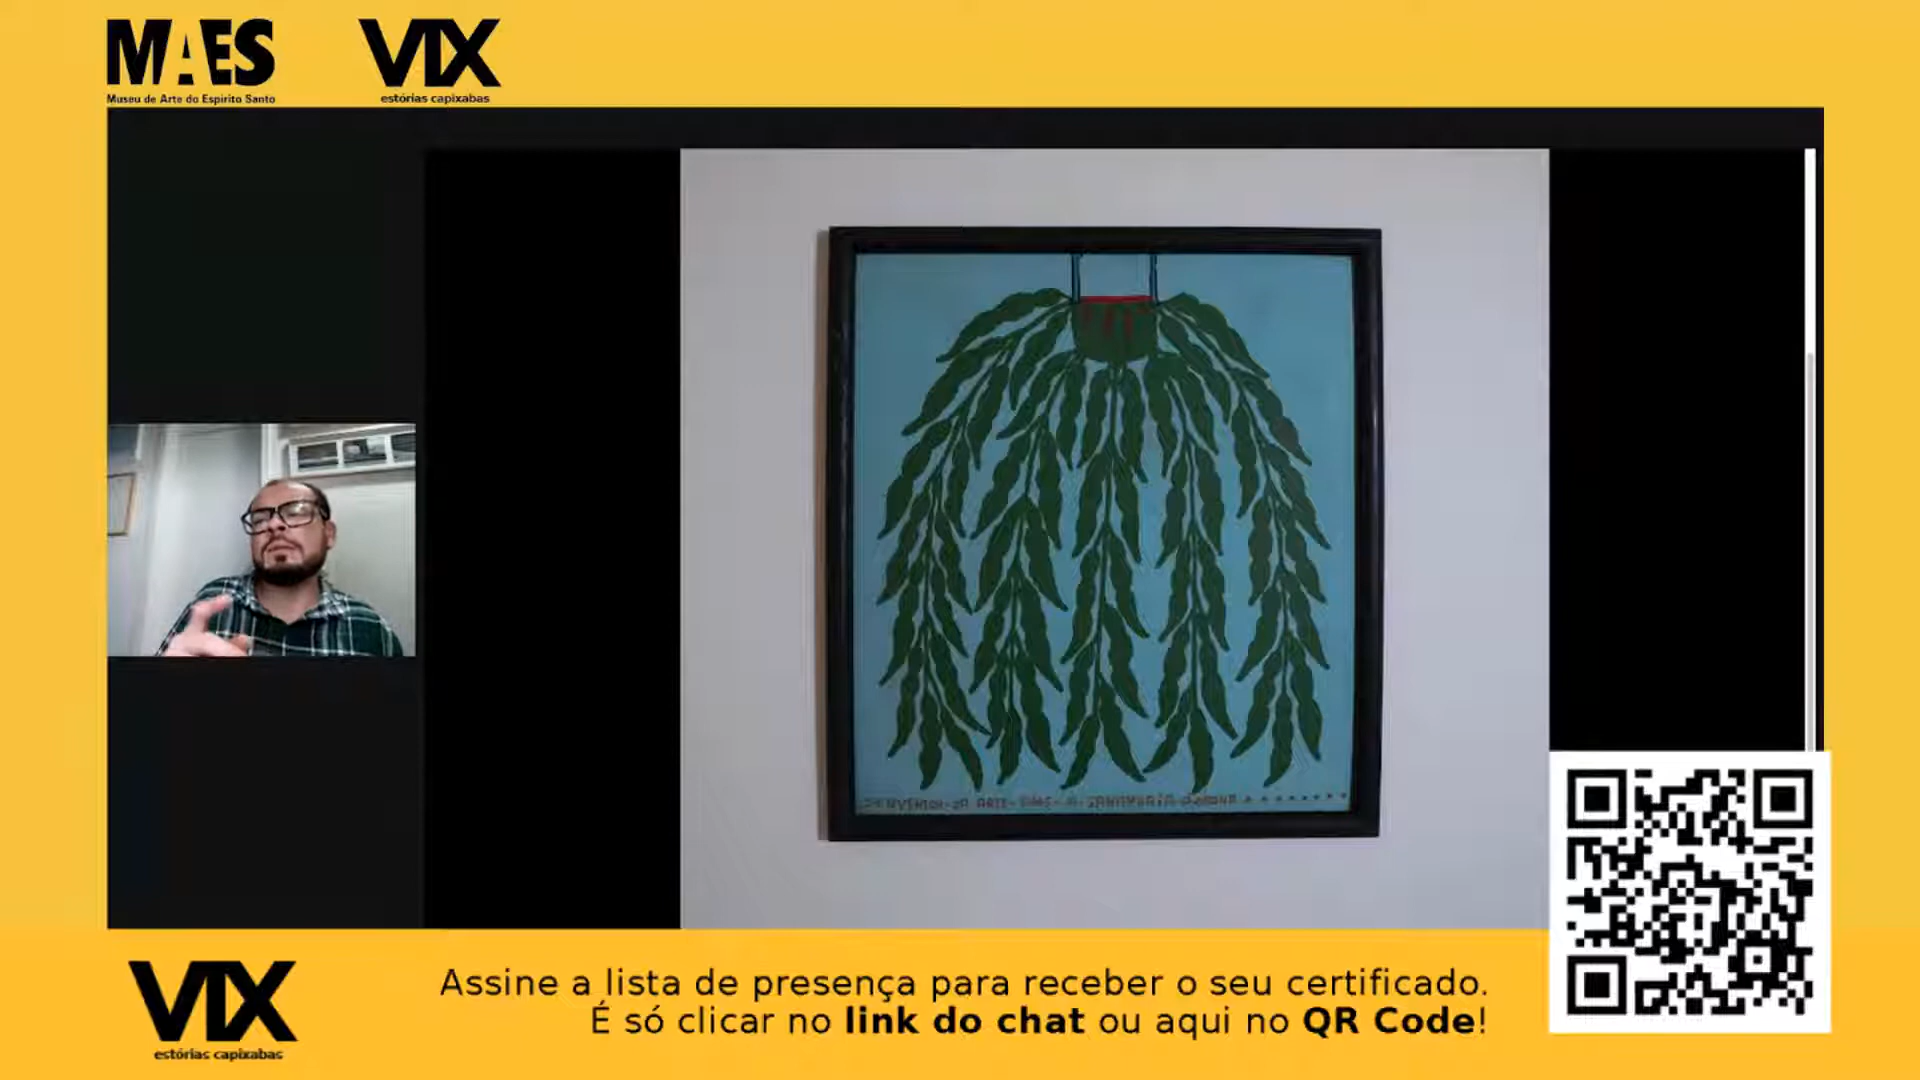 MAES
Museu de Arte do Espírito Santo
VIX
estórias capixabas
VIX
estórias capixabas
Assine a lista de presença para receber o seu certificado.
É só clicar no link do chat ou aqui no QR Code!